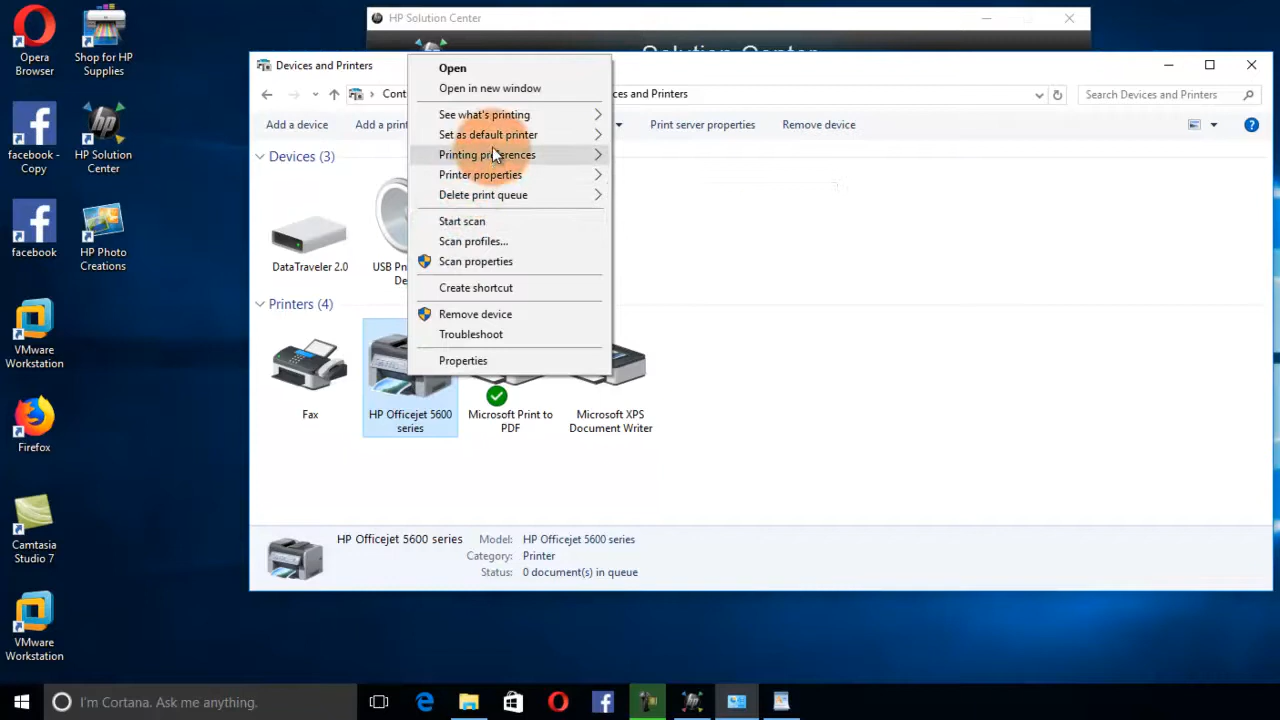 HP Solution Center
Opera
Browser
Shop for HP
Supplies
Devices and Printers
Open
Open in new window
See what's printing
Set as default printer
Printing preferences
Printer properties
Delete print queue
Start scan
Scan profiles...
Scan properties
Create shortcut
Remove device
Troubleshoot
Properties
Cont
ces and Printers
Search Devices and Printers
Add a device
Add a print
Print server properties
Remove device
facebook -
Copy
HP Solution
Center
Devices (3)
facebook
HP Photo
Creations
DataTraveler 2.0
USB Pn
De
Printers (4)
VMware
Workstation
Fax
HP Officejet 5600
series
Microsoft Print to
PDF
Microsoft XPS
Document Writer
Firefox
Camtasia
Studio 7
HP Officejet 5600 series
Model: HP Officejet 5600 series
Category: Printer
Status: 0 document(s) in queue
VMware
Workstation
I'm Cortana. Ask me anything.